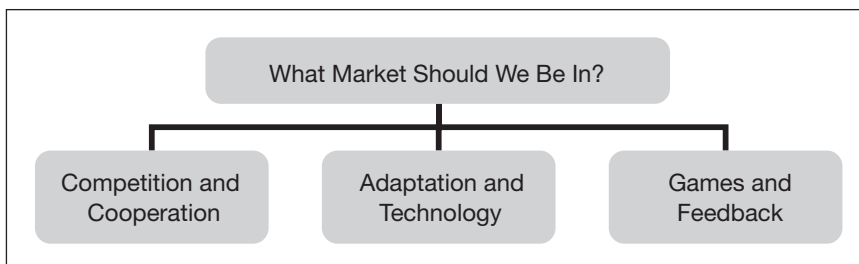 What Market Should We Be In?
Competition and
Cooperation
Adaptation and
Technology
Games and
Feedback